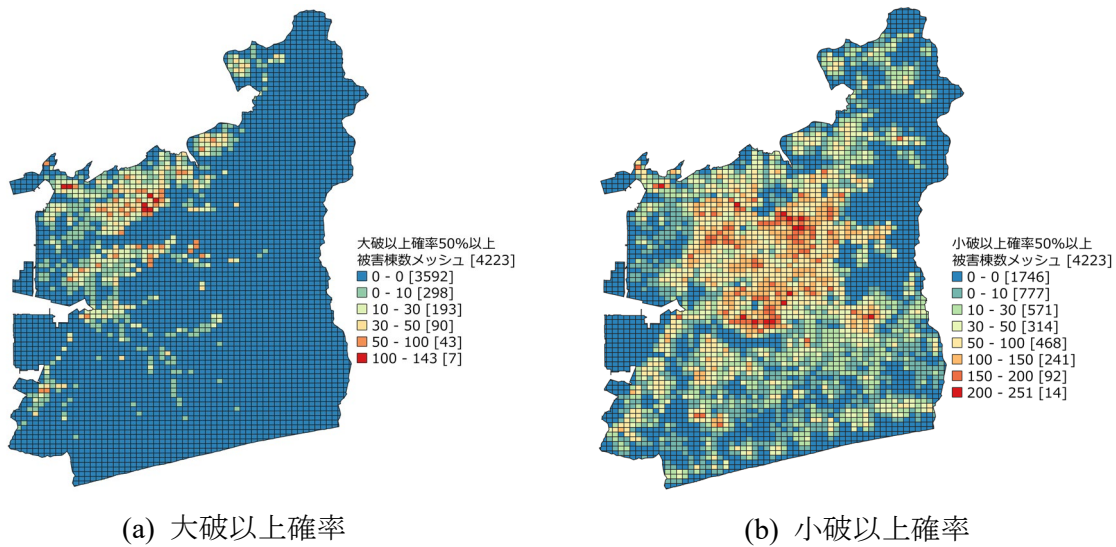 大破以上確率50%以上
被害棟数メッシュ [4223]
0 - 0 [3592]
0 - 10 [298]
10 - 30 [193]
30 - 50 [90]
50 - 100 [43]
100 - 143 [7]
小破以上確率50%以上
被害棟数メッシュ [4223]
0 - 0 [1746]
0 - 10 [777]
10 - 30 [571]
30 - 50 [314]
50 - 100 [468]
100 - 150 [241]
150 - 200 [92]
200 - 251 [14]
(a) 大破以上確率
(b) 小破以上確率